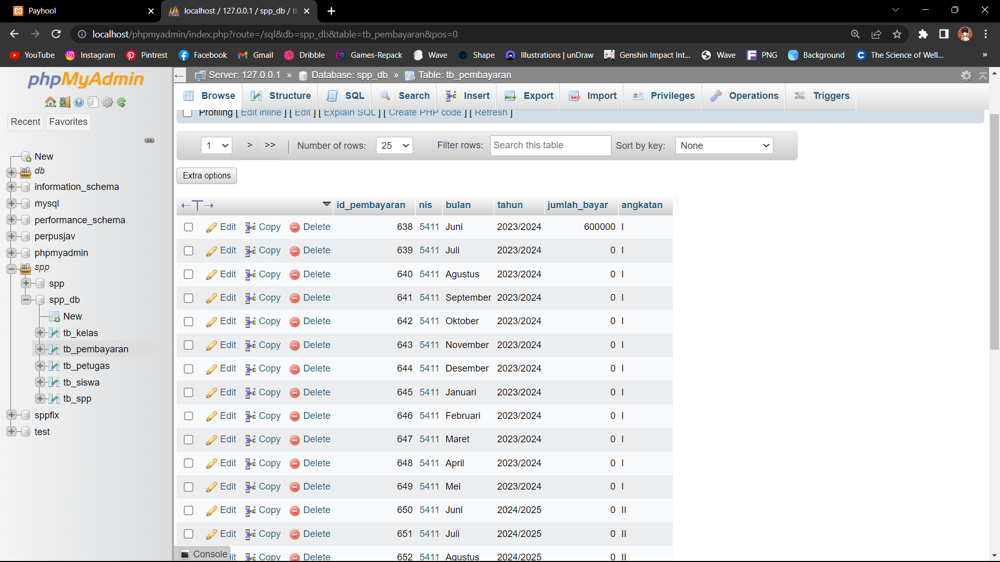 Payhool
localhost / 127.0.0.1 / spp_db / tb
localhost/phpmyadmin/index.php?route=/sql&db=spp_db&table=tb_pembayaran&pos=0
YouTube Instagram Pintrest Facebook Gmail Dribble Games-Repack Wave Shape Illustrations | unDraw Genshin Impact Int... Wave PNG Background The Science of Well... »
phpMyAdmin
Recent Favorites
New
db
information_schema
mysql
performance_schema
perpusjav
phpmyadmin
spp
spp
spp_db
New
tb_kelas
tb_pembayaran
tb_petugas
tb_siswa
tb_spp
sppfix
test
Server: 127.0.0.1 » Database: spp_db » Table: tb_pembayaran
Browse Structure SQL Search Insert Export Import Privileges Operations Triggers
Profiling [ Edit inline ] [ Edit ] [ Explain SQL ] [ Create PHP code ] [ Refresh ]
1 > >> | Number of rows: 25 Filter rows: Search this table Sort by key: None
Extra options
id_pembayaran nis bulan tahun jumlah_bayar angkatan
Edit Copy Delete 638 5411 Juni 2023/2024 600000 I
Edit Copy Delete 639 5411 Juli 2023/2024 0 I
Edit Copy Delete 640 5411 Agustus 2023/2024 0 I
Edit Copy Delete 641 5411 September 2023/2024 0 I
Edit Copy Delete 642 5411 Oktober 2023/2024 0 I
Edit Copy Delete 643 5411 November 2023/2024 0 I
Edit Copy Delete 644 5411 Desember 2023/2024 0 I
Edit Copy Delete 645 5411 Januari 2023/2024 0 I
Edit Copy Delete 646 5411 Februari 2023/2024 0 I
Edit Copy Delete 647 5411 Maret 2023/2024 0 I
Edit Copy Delete 648 5411 April 2023/2024 0 I
Edit Copy Delete 649 5411 Mei 2023/2024 0 I
Edit Copy Delete 650 5411 Juni 2024/2025 0 II
Edit Copy Delete 651 5411 Juli 2024/2025 0 II
Console Copy Delete 652 5411 Agustus 2024/2025 0 II